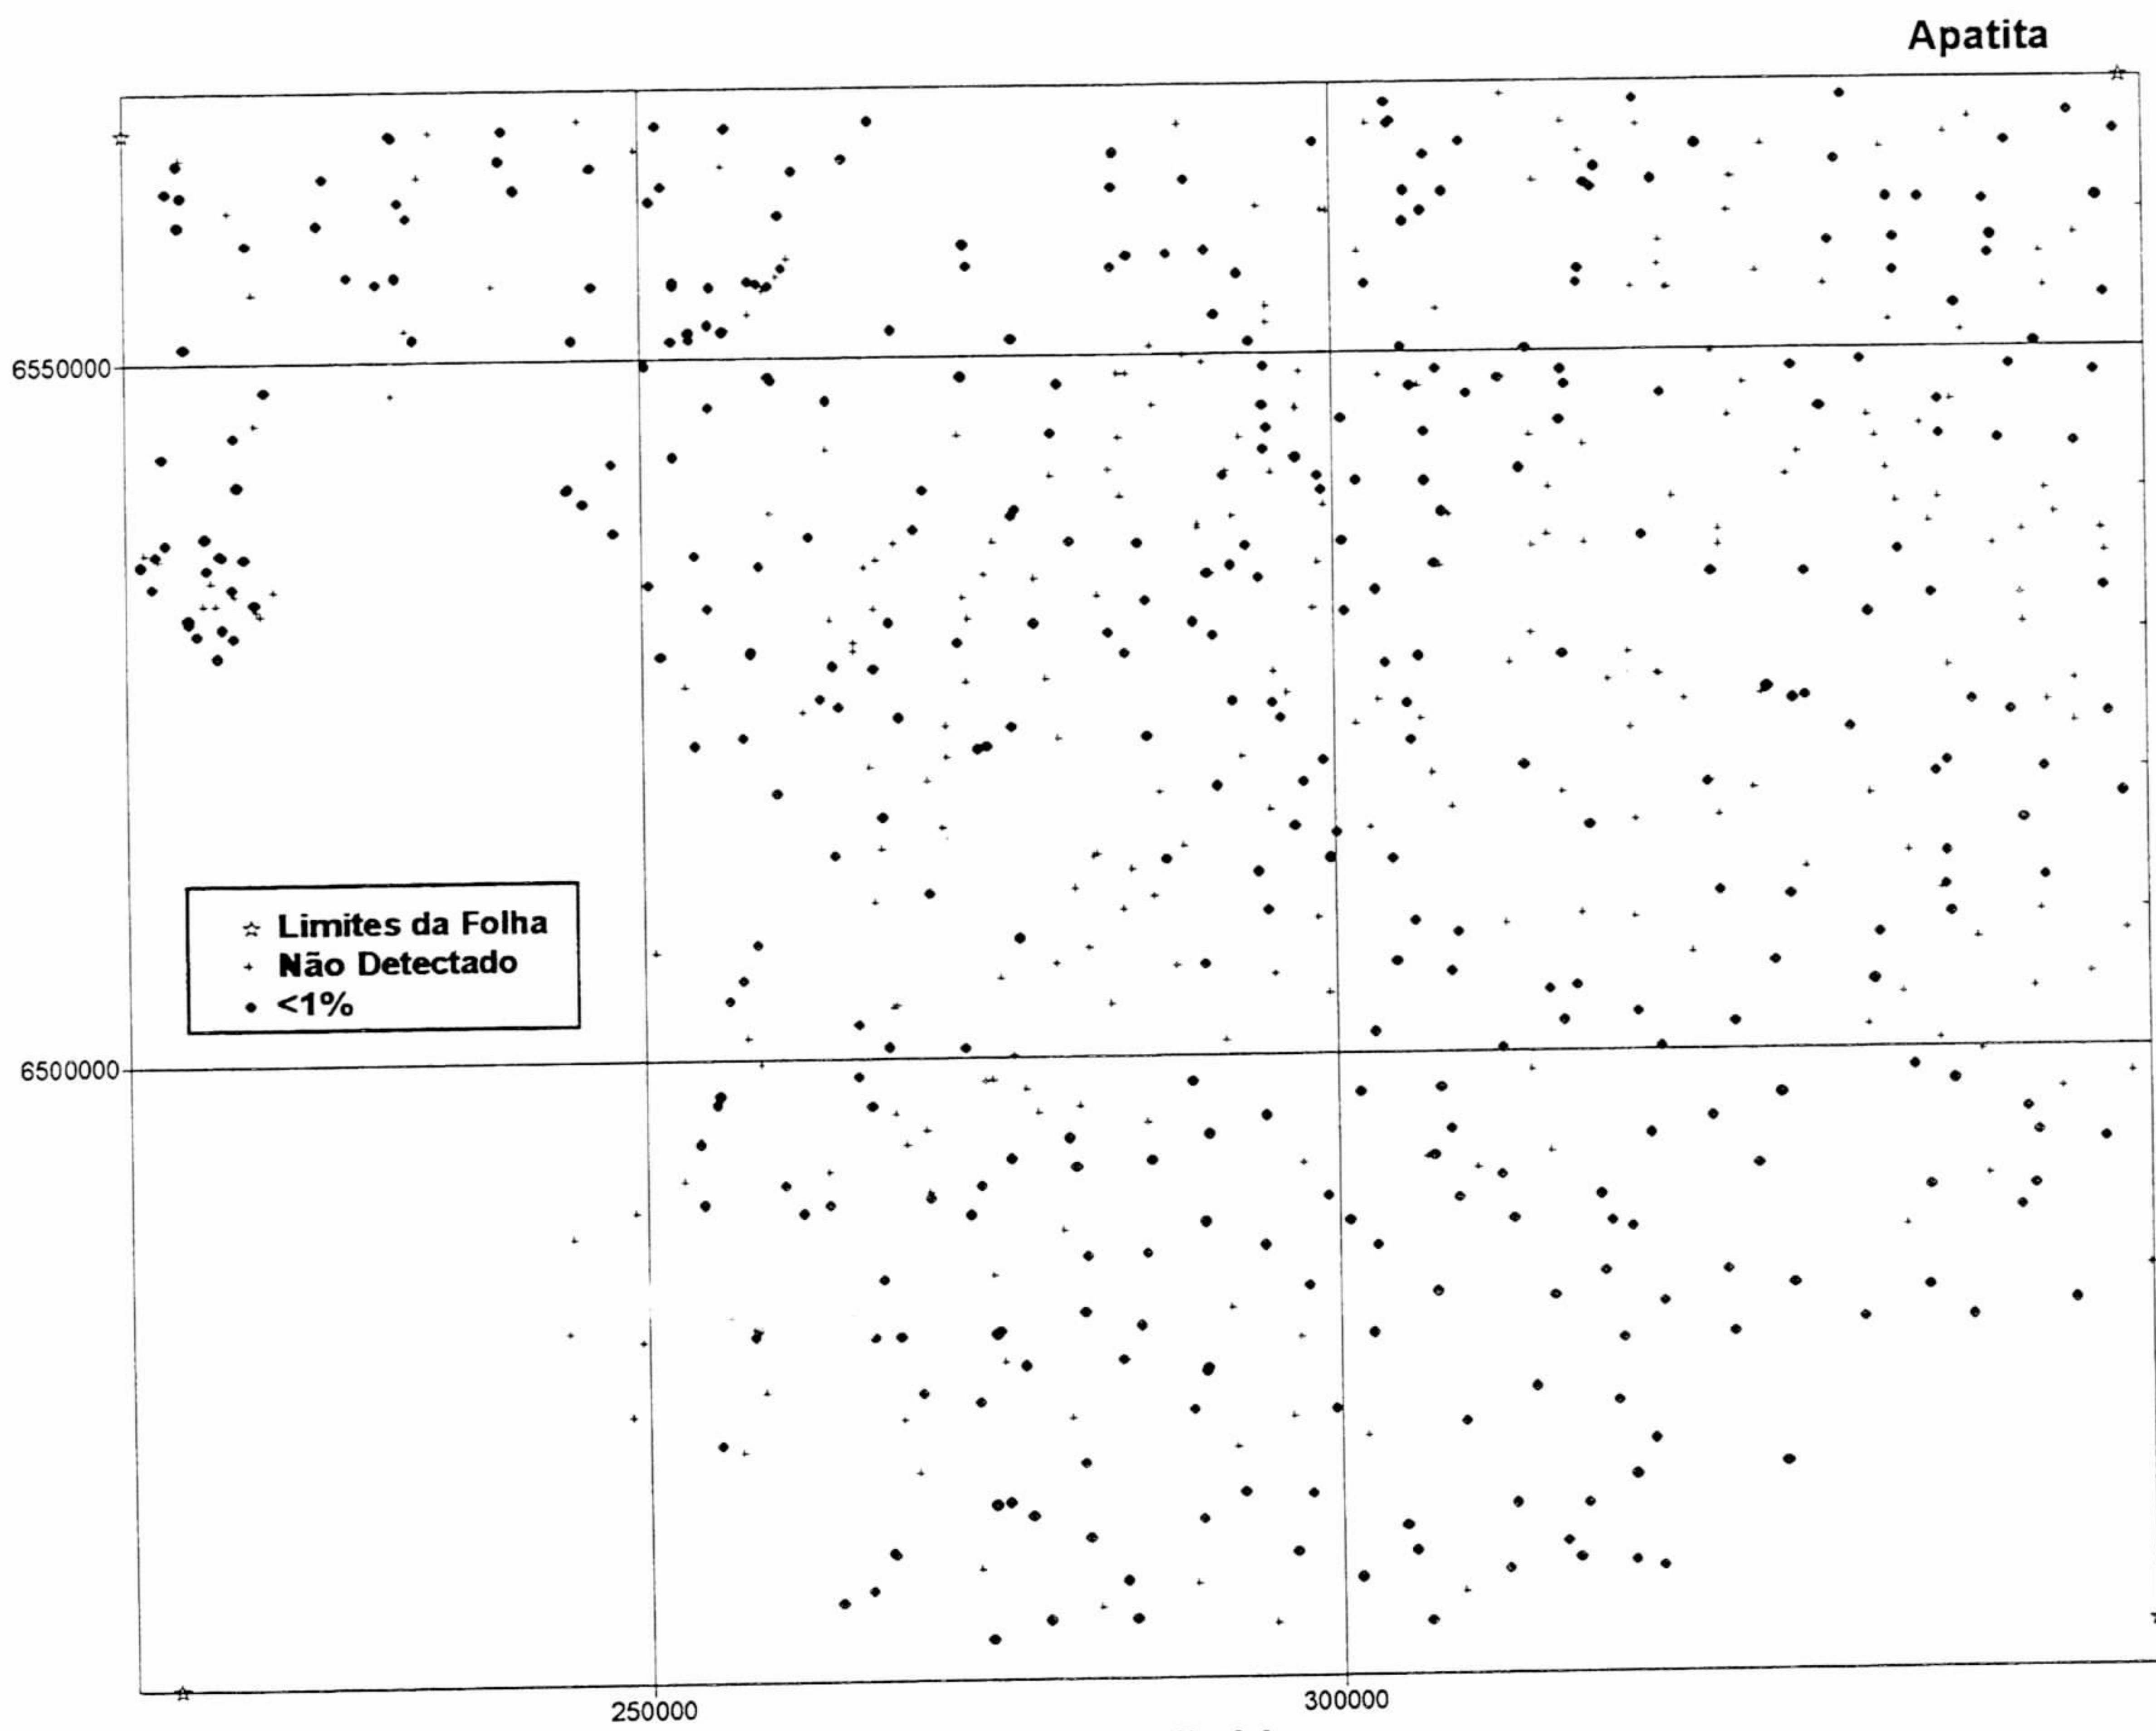 Apatita
6550000
Limites da Folha
Não Detectado
<1%
6500000
250000
300000